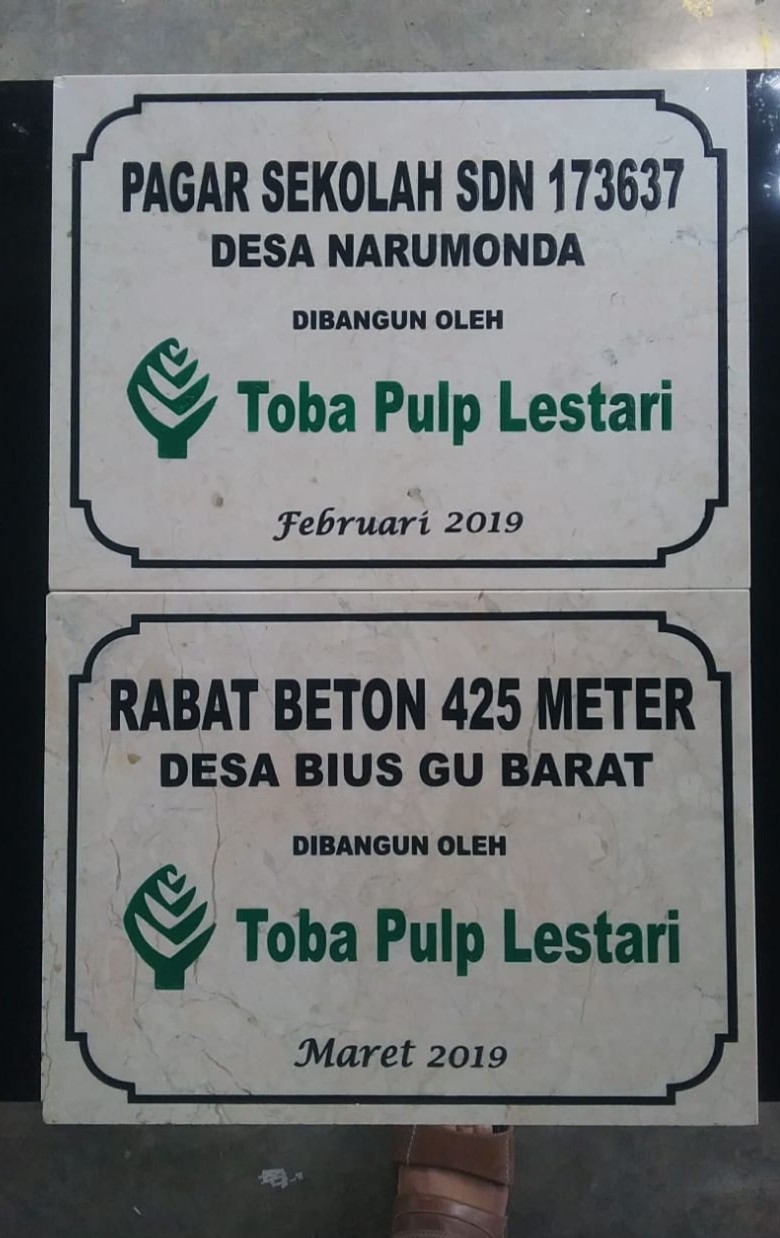 PAGAR SEKOLAH SDN 173637
DESA NARUMONDA
DIBANGUN OLEH
Toba Pulp Lestari
Februari 2019
RABAT BETON 425 METER
DESA BIUS GU BARAT
DIBANGUN OLEH
Toba Pulp Lestari
Maret 2019